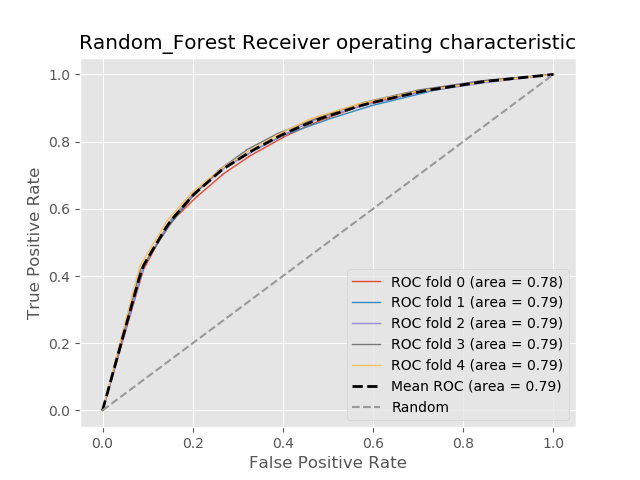 Random_Forest Receiver operating characteristic
1.0
0.8
0.6
0.4
0.2
0.0
True Positive Rate
ROC fold 0 (area = 0.78)
ROC fold 1 (area = 0.79)
ROC fold 2 (area = 0.79)
ROC fold 3 (area = 0.79)
ROC fold 4 (area = 0.79)
Mean ROC (area = 0.79)
Random
0.0 0.2 0.4 0.6 0.8 1.0
False Positive Rate